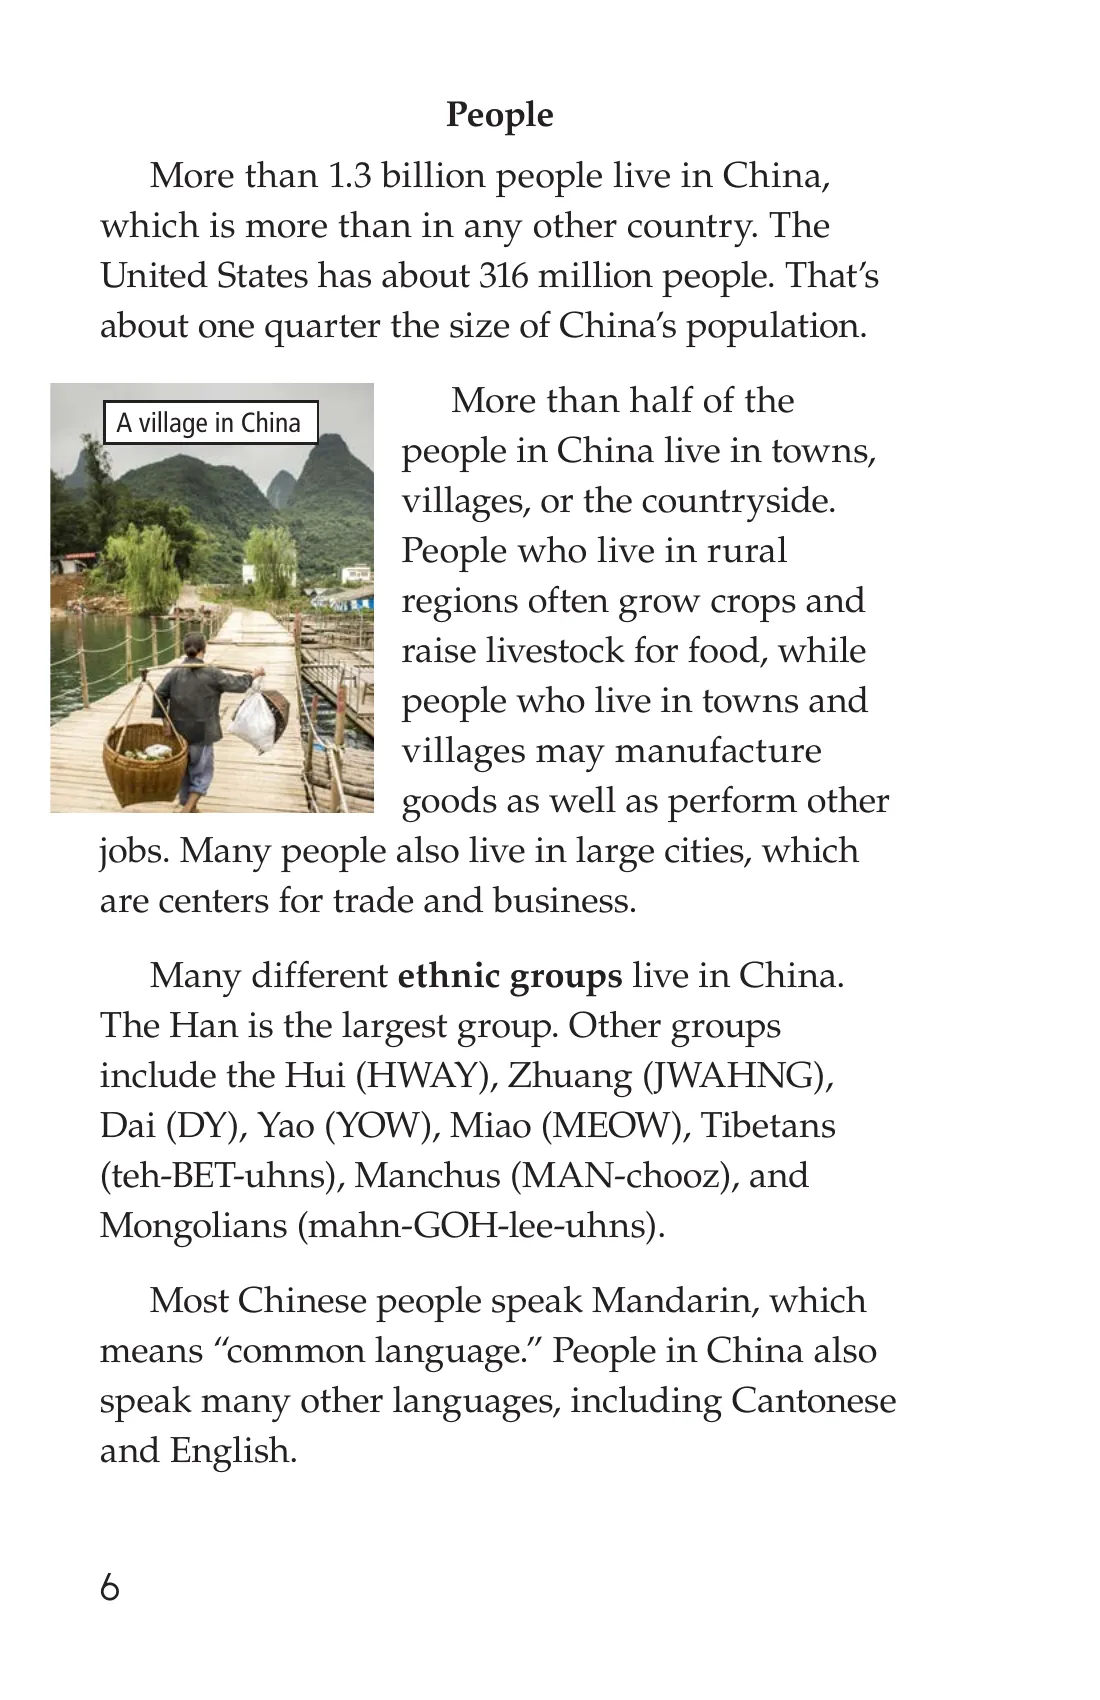 People
More than 1.3 billion people live in China,
which is more than in any other country. The
United States has about 316 million people. That’s
about one quarter the size of China’s population.
A village in China
More than half of the
people in China live in towns,
villages, or the countryside.
People who live in rural
regions often grow crops and
raise livestock for food, while
people who live in towns and
villages may manufacture
goods as well as perform other
jobs. Many people also live in large cities, which
are centers for trade and business.
Many different ethnic groups live in China.
The Han is the largest group. Other groups
include the Hui (HWAY), Zhuang (JWAHNG),
Dai (DY), Yao (YOW), Miao (MEOW), Tibetans
(teh-BET-uhns), Manchus (MAN-chooz), and
Mongolians (mahn-GOH-lee-uhns).
Most Chinese people speak Mandarin, which
means “common language.” People in China also
speak many other languages, including Cantonese
and English.
6